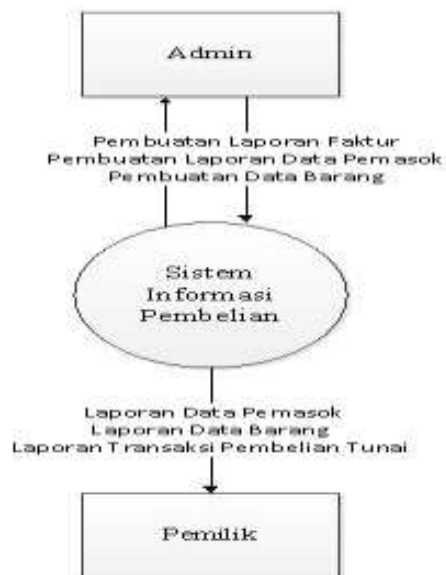 Admin
Pembuatan Laporan Faktur
Pembuatan Laporan Data Pemasok
Pembuatan Data Barang
Sistem
Informasi
Pembelian
Laporan Data Pemasok
Laporan Data Barang
Laporan Transaksi Pembelian Tunai
Pemilik